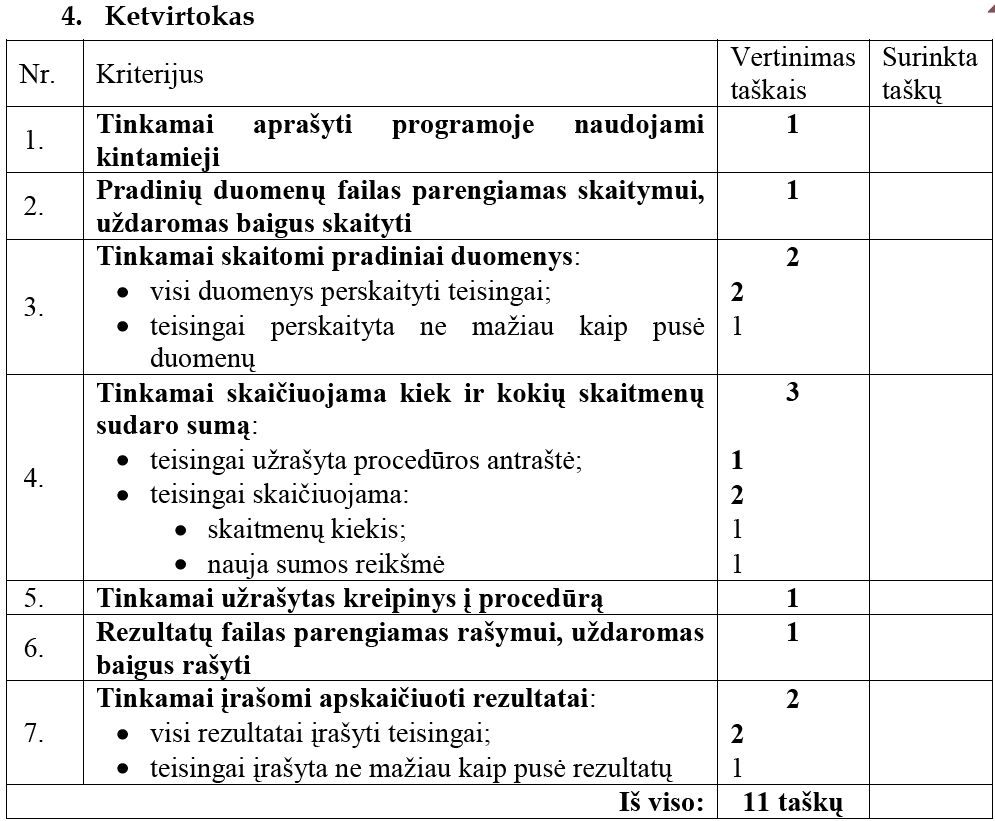 4. Ketvirtokas
Nr. Kriterijus Vertinimas taškais Surinkta taškų
1. Tinkamai aprašyti programoje naudojami 1
kintamieji
2. Pradinių duomenų failas parengiamas skaitymui, 1
uždaromas baigus skaityti
3. Tinkamai skaitomi pradiniai duomenys: 2
• visi duomenys perskaityti teisingai; 2
• teisingai perskaityta ne mažiau kaip pusė 1
duomenų
4. Tinkamai skaičiuojama kiek ir kokių skaitmenų 3
sudaro sumą:
• teisingai užrašyta procedūros antraštė; 1
• teisingai skaičiuojama: 2
• skaitmenų kiekis; 1
• nauja sumos reikšmė 1
5. Tinkamai užrašytas kreipinys į procedūrą 1
6. Rezultatų failas parengiamas rašymui, uždaromas 1
baigus rašyti
7. Tinkamai įrašomi apskaičiuoti rezultatai: 2
• visi rezultatai įrašyti teisingai; 2
• teisingai įrašyta ne mažiau kaip pusė rezultatų 1
Iš viso: 11 taškų